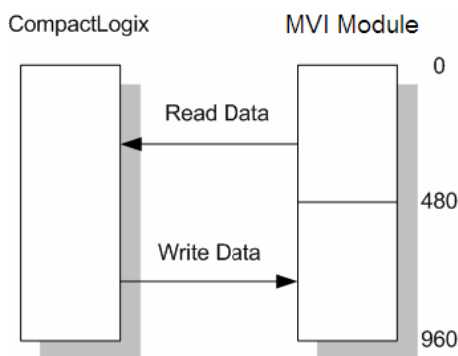 CompactLogix
MVI Module
0
Read Data
480
Write Data
960